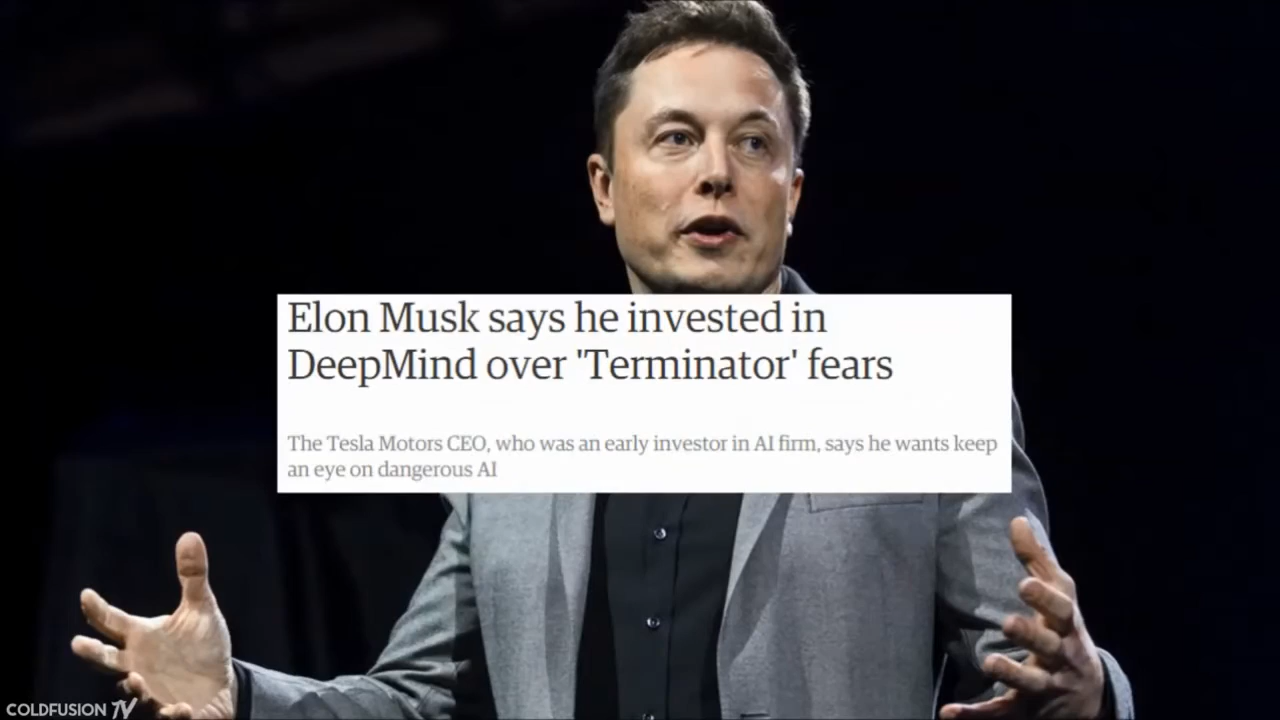 Elon Musk says he invested in
DeepMind over 'Terminator' fears
The Tesla Motors CEO, who was an early investor in AI firm, says he wants keep
an eye on dangerous AI
COLDFUSION TV